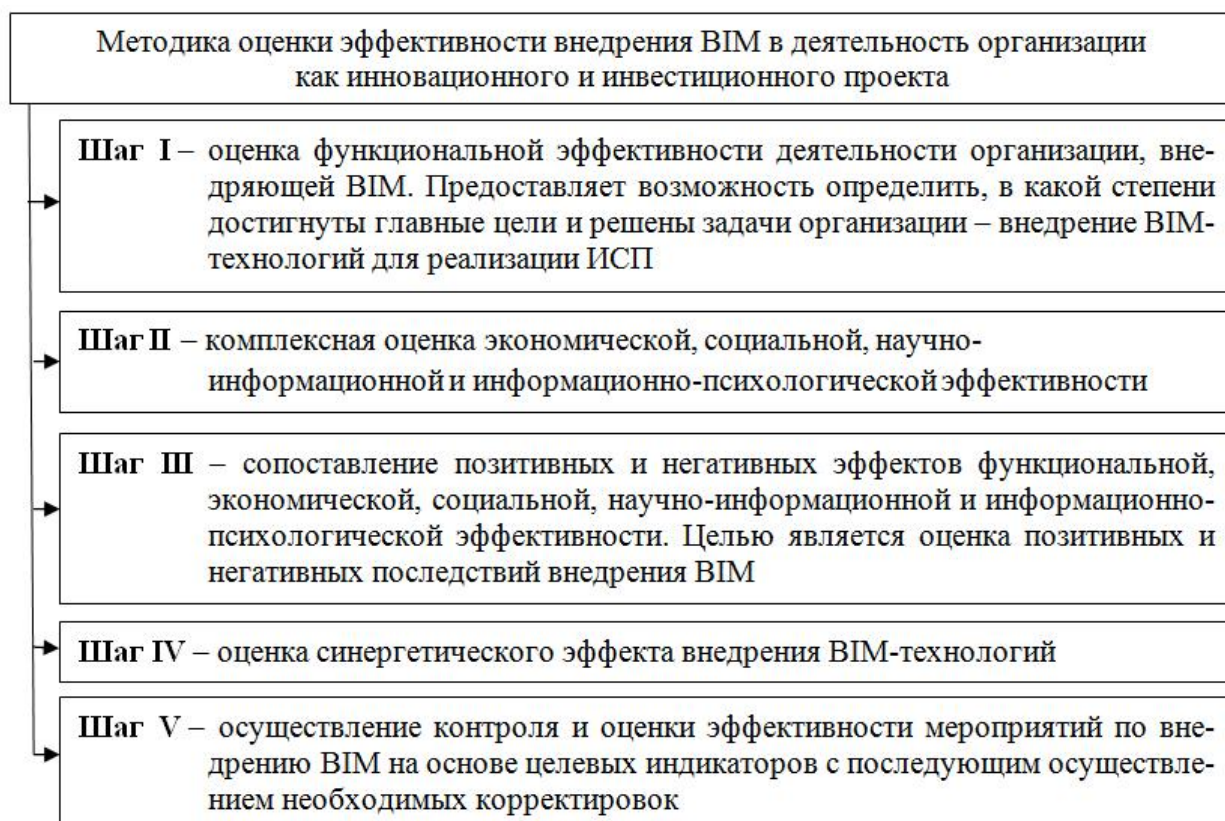 Методика оценки эффективности внедрения BIM в деятельность организации
как инновационного и инвестиционного проекта
Шаг I – оценка функциональной эффективности деятельности организации, вне-
дряющей BIM. Предоставляет возможность определить, в какой степени
достигнуты главные цели и решены задачи организации – внедрение BIM-
технологий для реализации ИСП
Шаг II – комплексная оценка экономической, социальной, научно-
информационной и информационно-психологической эффективности
Шаг III – сопоставление позитивных и негативных эффектов функциональной,
экономической, социальной, научно-информационной и информационно-
психологической эффективности. Целью является оценка позитивных и
негативных последствий внедрения BIM
Шаг IV – оценка синергетического эффекта внедрения BIM-технологий
Шаг V – осуществление контроля и оценки эффективности мероприятий по вне-
дрению BIM на основе целевых индикаторов с последующим осуществле-
нием необходимых корректировок